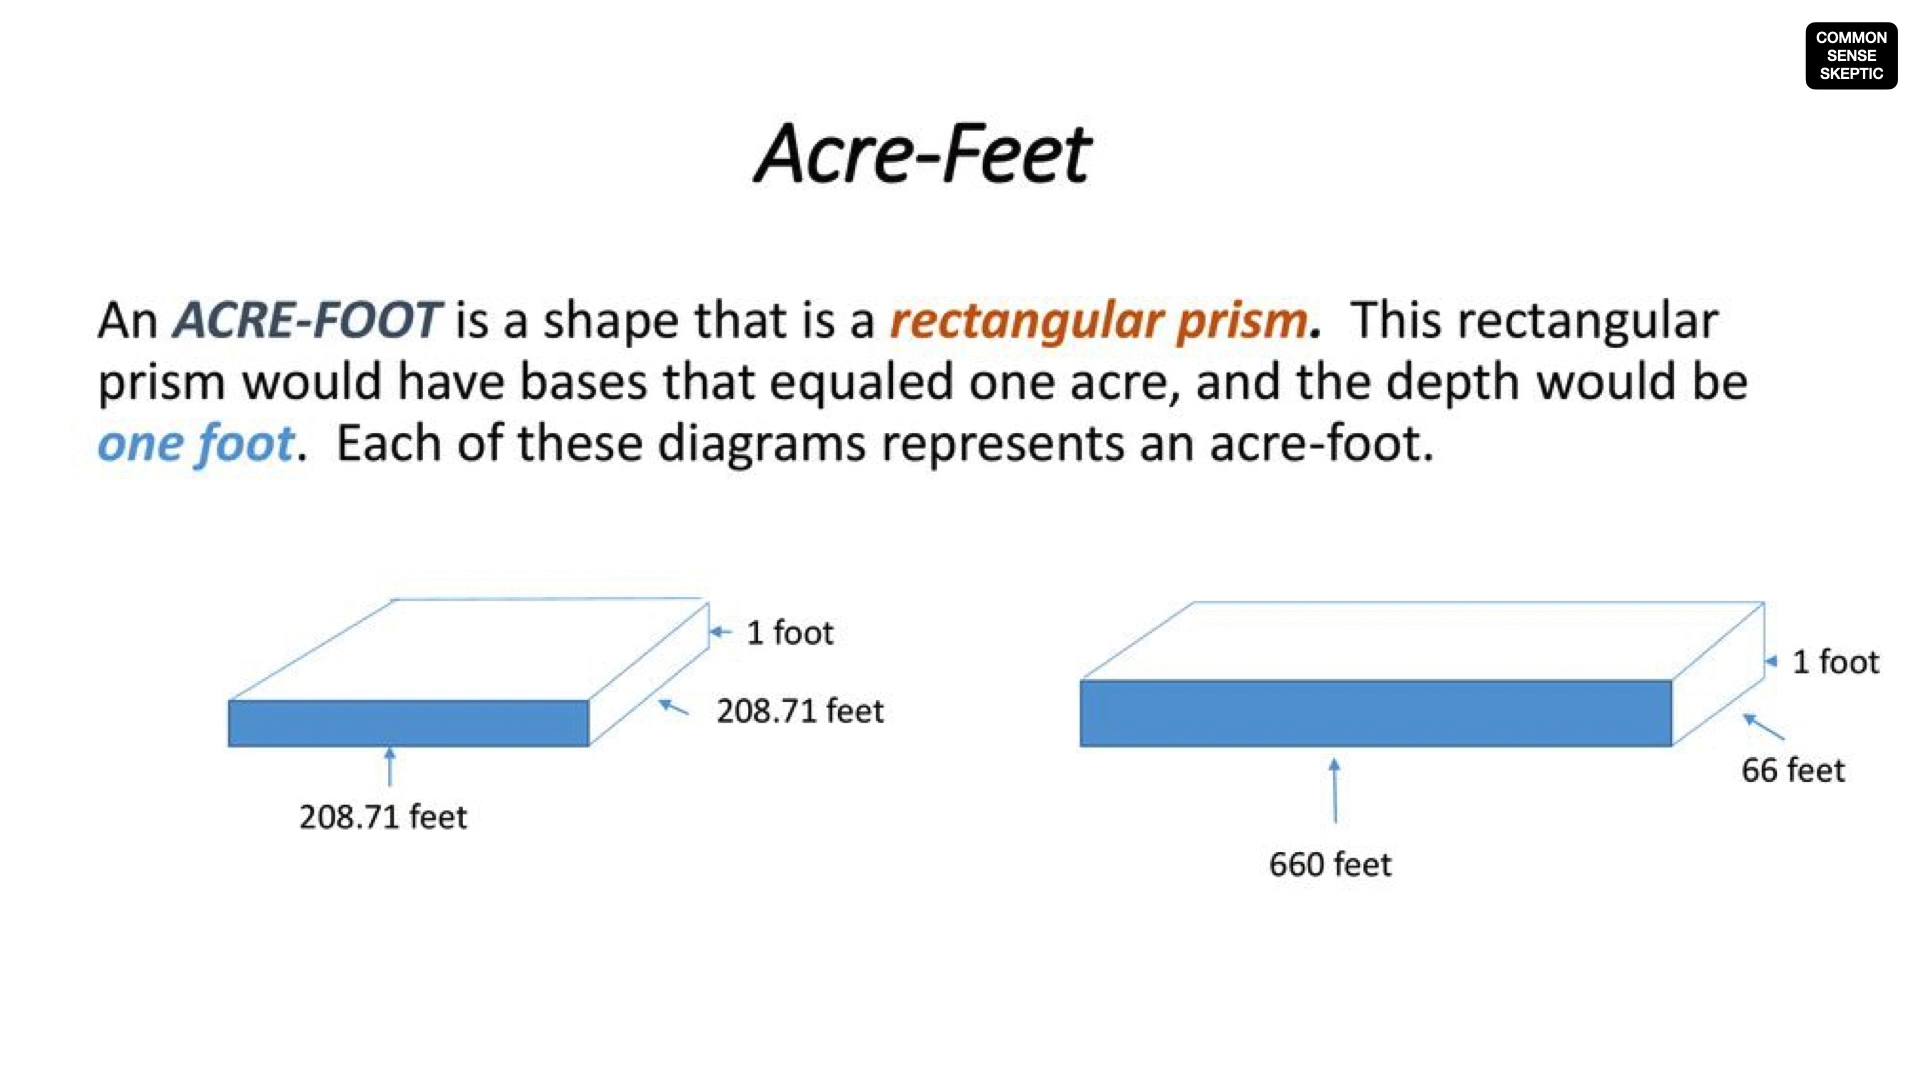 COMMON
SENSE
SKEPTIC
Acre-Feet
An ACRE-FOOT is a shape that is a rectangular prism. This rectangular
prism would have bases that equaled one acre, and the depth would be
one foot. Each of these diagrams represents an acre-foot.
1 foot
208.71 feet
208.71 feet
1 foot
66 feet
660 feet